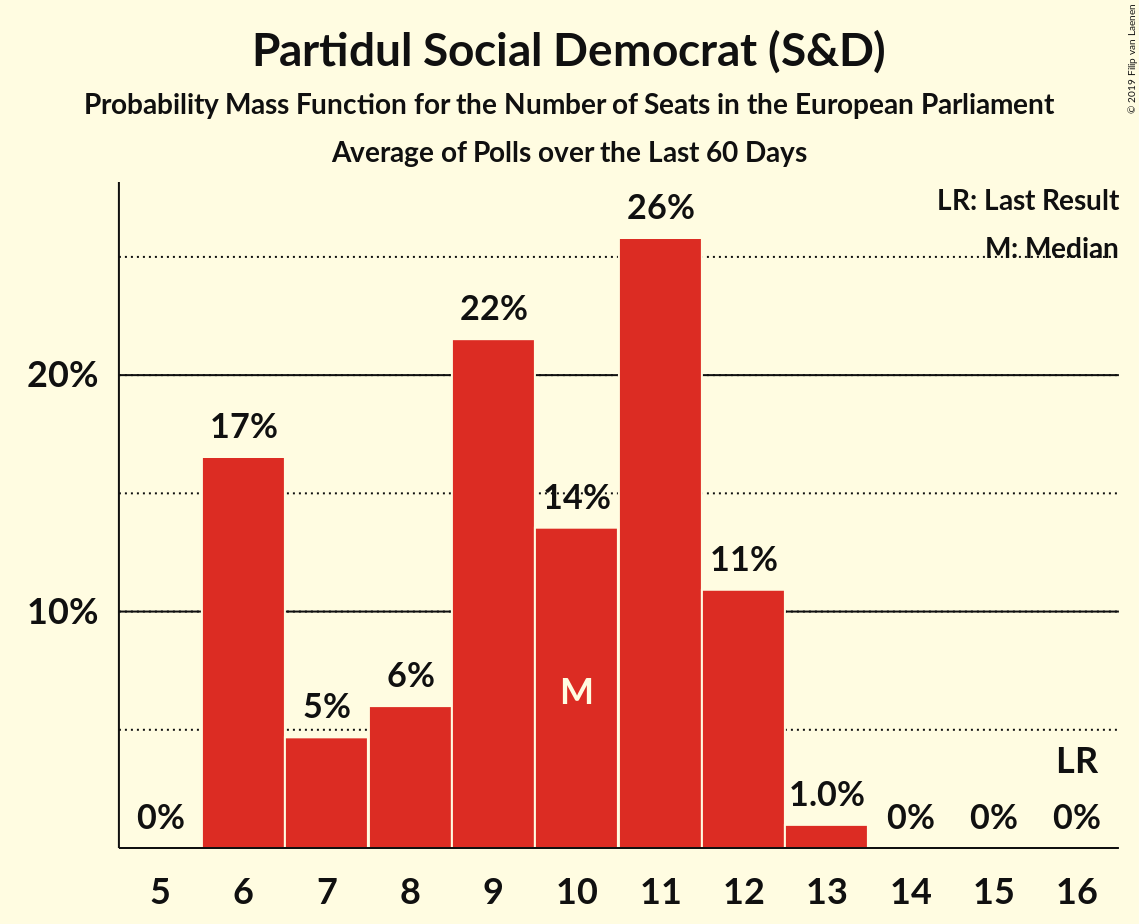 Partidul Social Democrat (S&D)
Probability Mass Function for the Number of Seats in the European Parliament
Average of Polls over the Last 60 Days
© 2019 Filip van Laenen
LR: Last Result
M: Median
26%
22%
20%
17%
14%
11%
10%
M
6%
5%
LR
1.0%
0%
0%
0%
0%
5 6 7 8 9 10 11 12 13 14 15 16